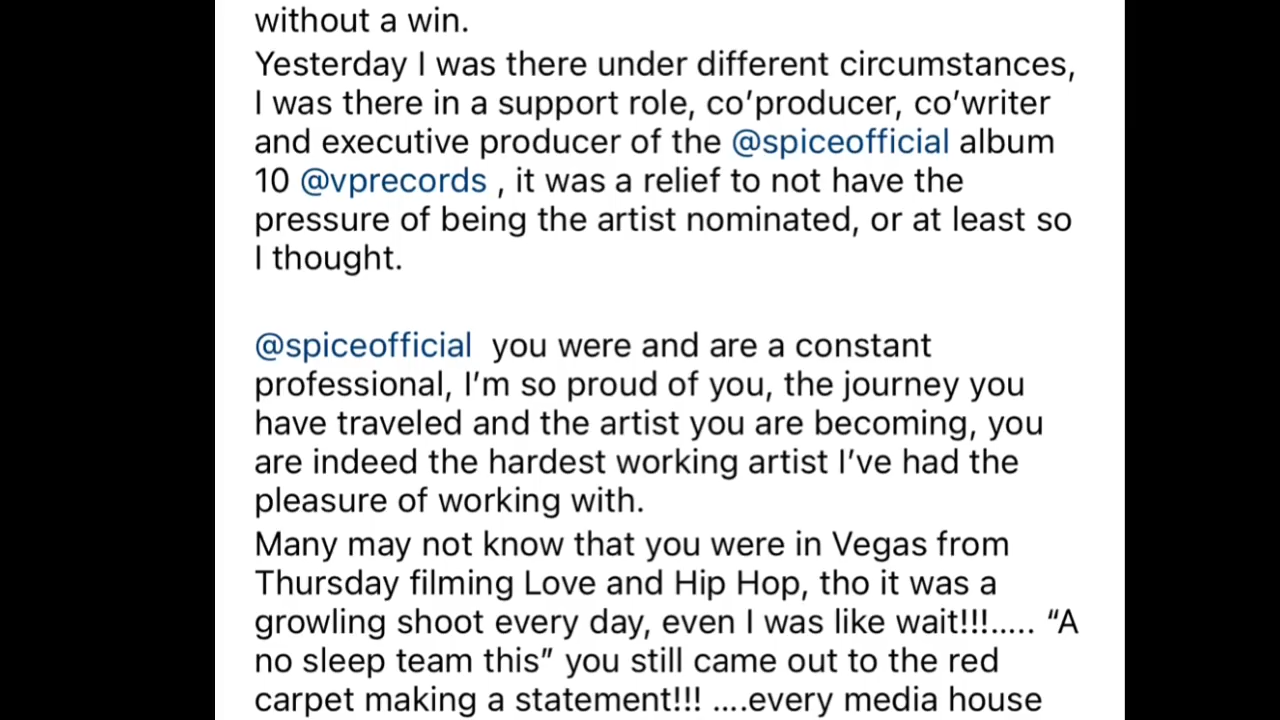 without a win.
Yesterday I was there under different circumstances,
I was there in a support role, co’producer, co’writer
and executive producer of the @spiceofficial album
10 @vprecords , it was a relief to not have the
pressure of being the artist nominated, or at least so
I thought.
@spiceofficial  you were and are a constant
professional, I’m so proud of you, the journey you
have traveled and the artist you are becoming, you
are indeed the hardest working artist I’ve had the
pleasure of working with.
Many may not know that you were in Vegas from
Thursday filming Love and Hip Hop, tho it was a
growling shoot every day, even I was like wait!!!..... “A
no sleep team this” you still came out to the red
carpet making a statement!!! ....every media house